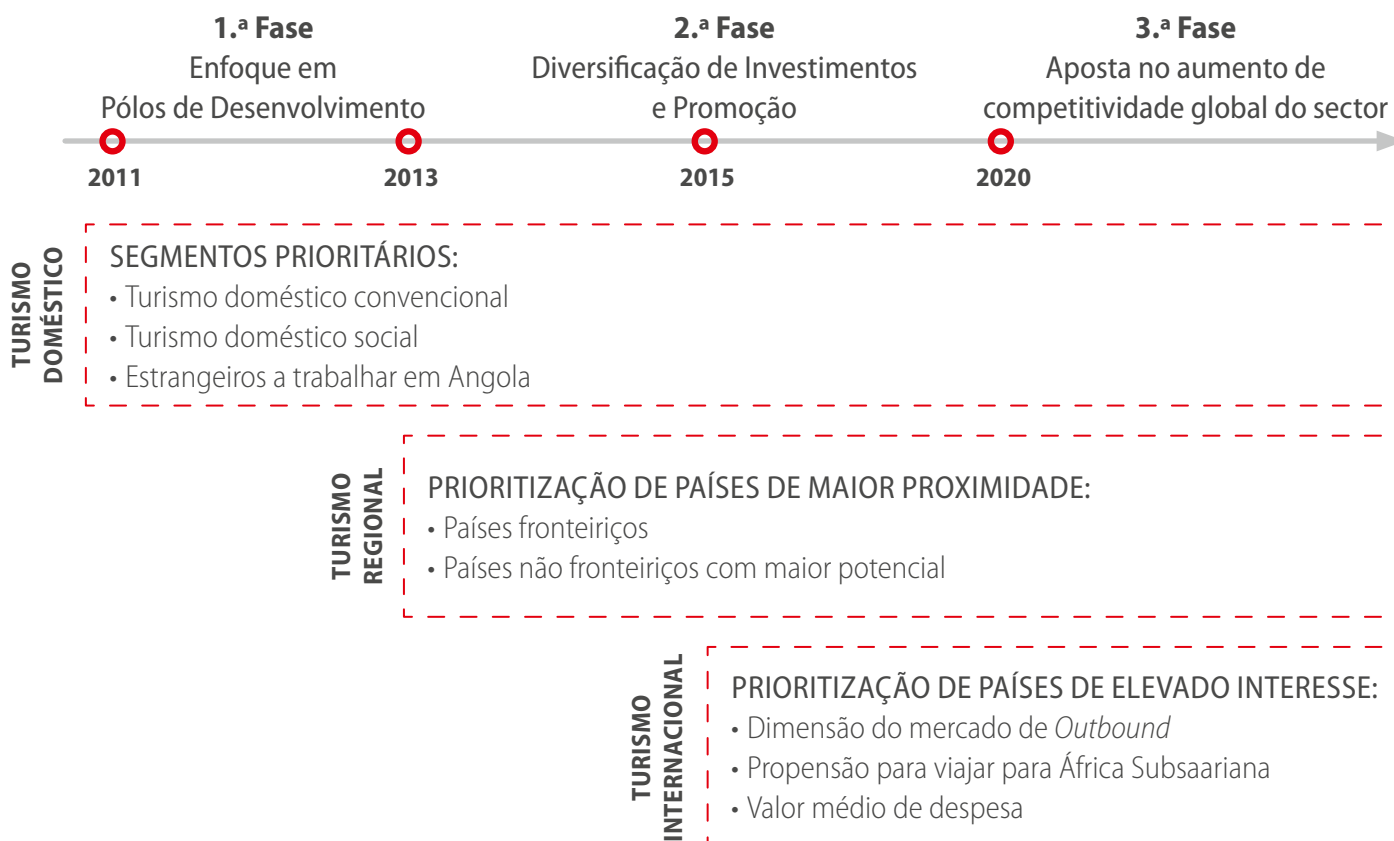 1.ª Fase
Enfoque em
Pólos de Desenvolvimento
2.ª Fase
Diversificação de Investimentos
e Promoção
3.ª Fase
Aposta no aumento de
competitividade global do sector
2011
2013
2015
2020
TURISMO
DOMÉSTICO
SEGMENTOS PRIORITÁRIOS:
• Turismo doméstico convencional
• Turismo doméstico social
• Estrangeiros a trabalhar em Angola
TURISMO
REGIONAL
PRIORITIZAÇÃO DE PAÍSES DE MAIOR PROXIMIDADE:
• Países fronteiriços
• Países não fronteiriços com maior potencial
TURISMO
INTERNACIONAL
PRIORITIZAÇÃO DE PAÍSES DE ELEVADO INTERESSE:
• Dimensão do mercado de Outbound
• Propensão para viajar para África Subsaariana
• Valor médio de despesa